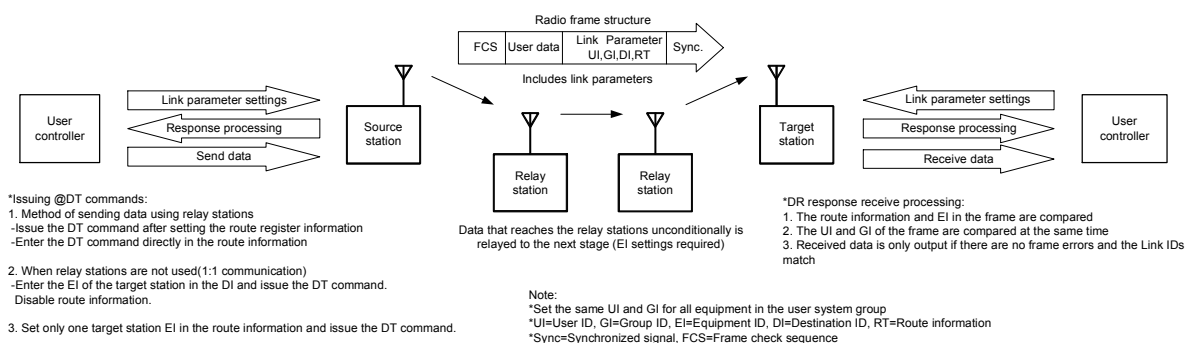 Radio frame structure
FCS
User data
Link Parameter
UI,GI,DI,RT
Sync.
Includes link parameters
User
controller
Link parameter settings
Response processing
Send data
Source
station
Relay
station
Relay
station
Target
station
Link parameter settings
Response processing
Receive data
User
controller
*Issuing @DT commands:
1. Method of sending data using relay stations
-Issue the DT command after setting the route register information
-Enter the DT command directly in the route information
2. When relay stations are not used(1:1 communication)
-Enter the EI of the target station in the DI and issue the DT command.
Disable route information.
3. Set only one target station EI in the route information and issue the DT command.
Data that reaches the relay stations unconditionally is
relayed to the next stage (EI settings required)
*DR response receive processing:
1. The route information and EI in the frame are compared
2. The UI and GI of the frame are compared at the same time
3. Received data is only output if there are no frame errors and the Link IDs
match
Note:
*Set the same UI and GI for all equipment in the user system group
*UI=User ID, GI=Group ID, EI=Equipment ID, DI=Destination ID, RT=Route information
*Sync=Synchronized signal, FCS=Frame check sequence